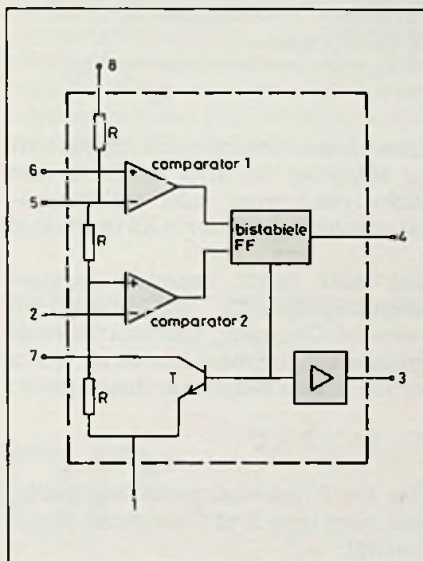 8
R
6
+
comparator 1
5
-
R
bistabiele
FF
4
+
2
-
comparator 2
7
T
3
R
1